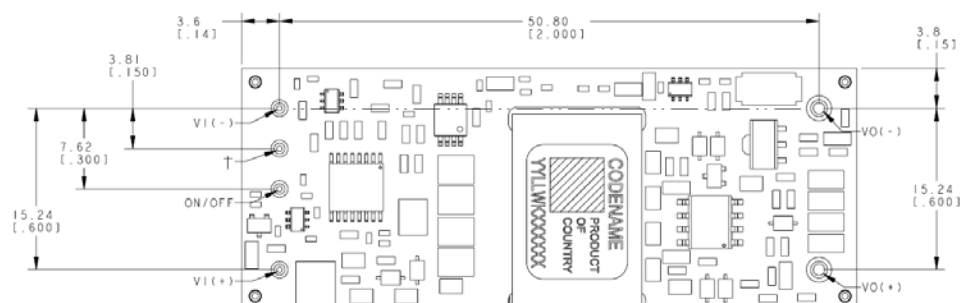 3.6
[.14]
50.80
[2.000]
3.8
[.15]
3.81
[.150]
VI(-)
VO(-)
7.62
[.300]
†
ON/OFF
15.24
[.600]
15.24
[.600]
CODENAME
YYLLWKXXXXXX
PRODUCT
OF
COUNTRY
VI(+)
VO(+)